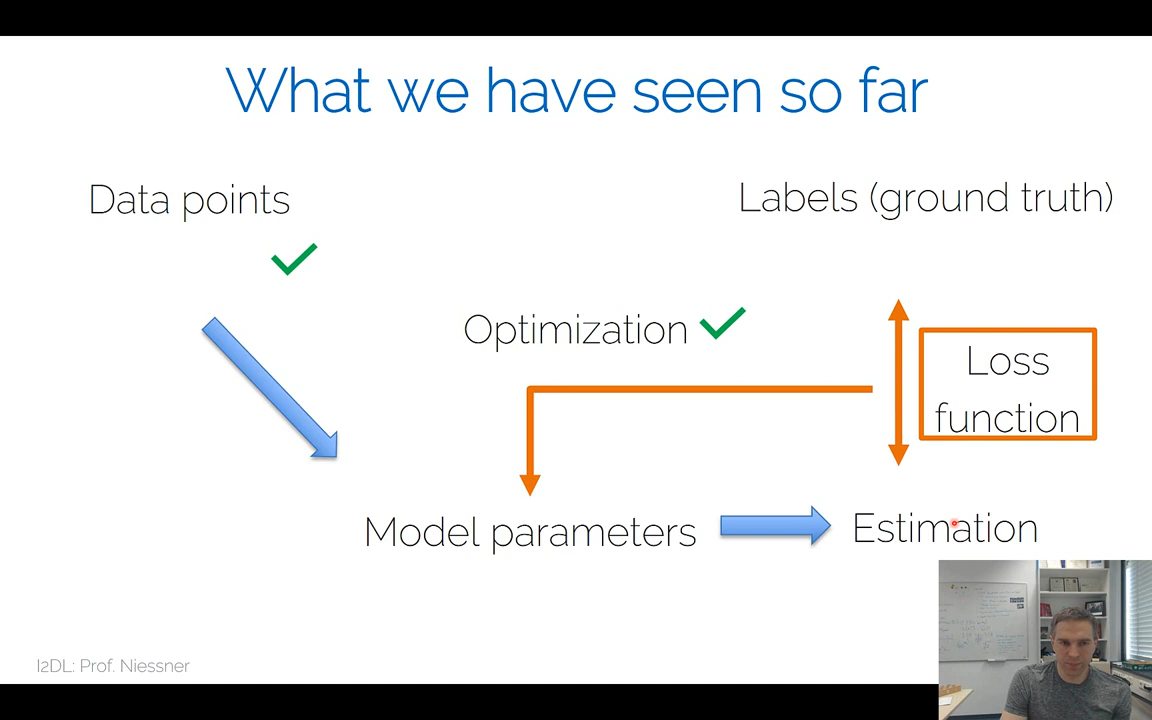 What we have seen so far
Data points
Labels (ground truth)
Optimization
Loss
function
Model parameters
Estimation
I2DL: Prof. Niessner